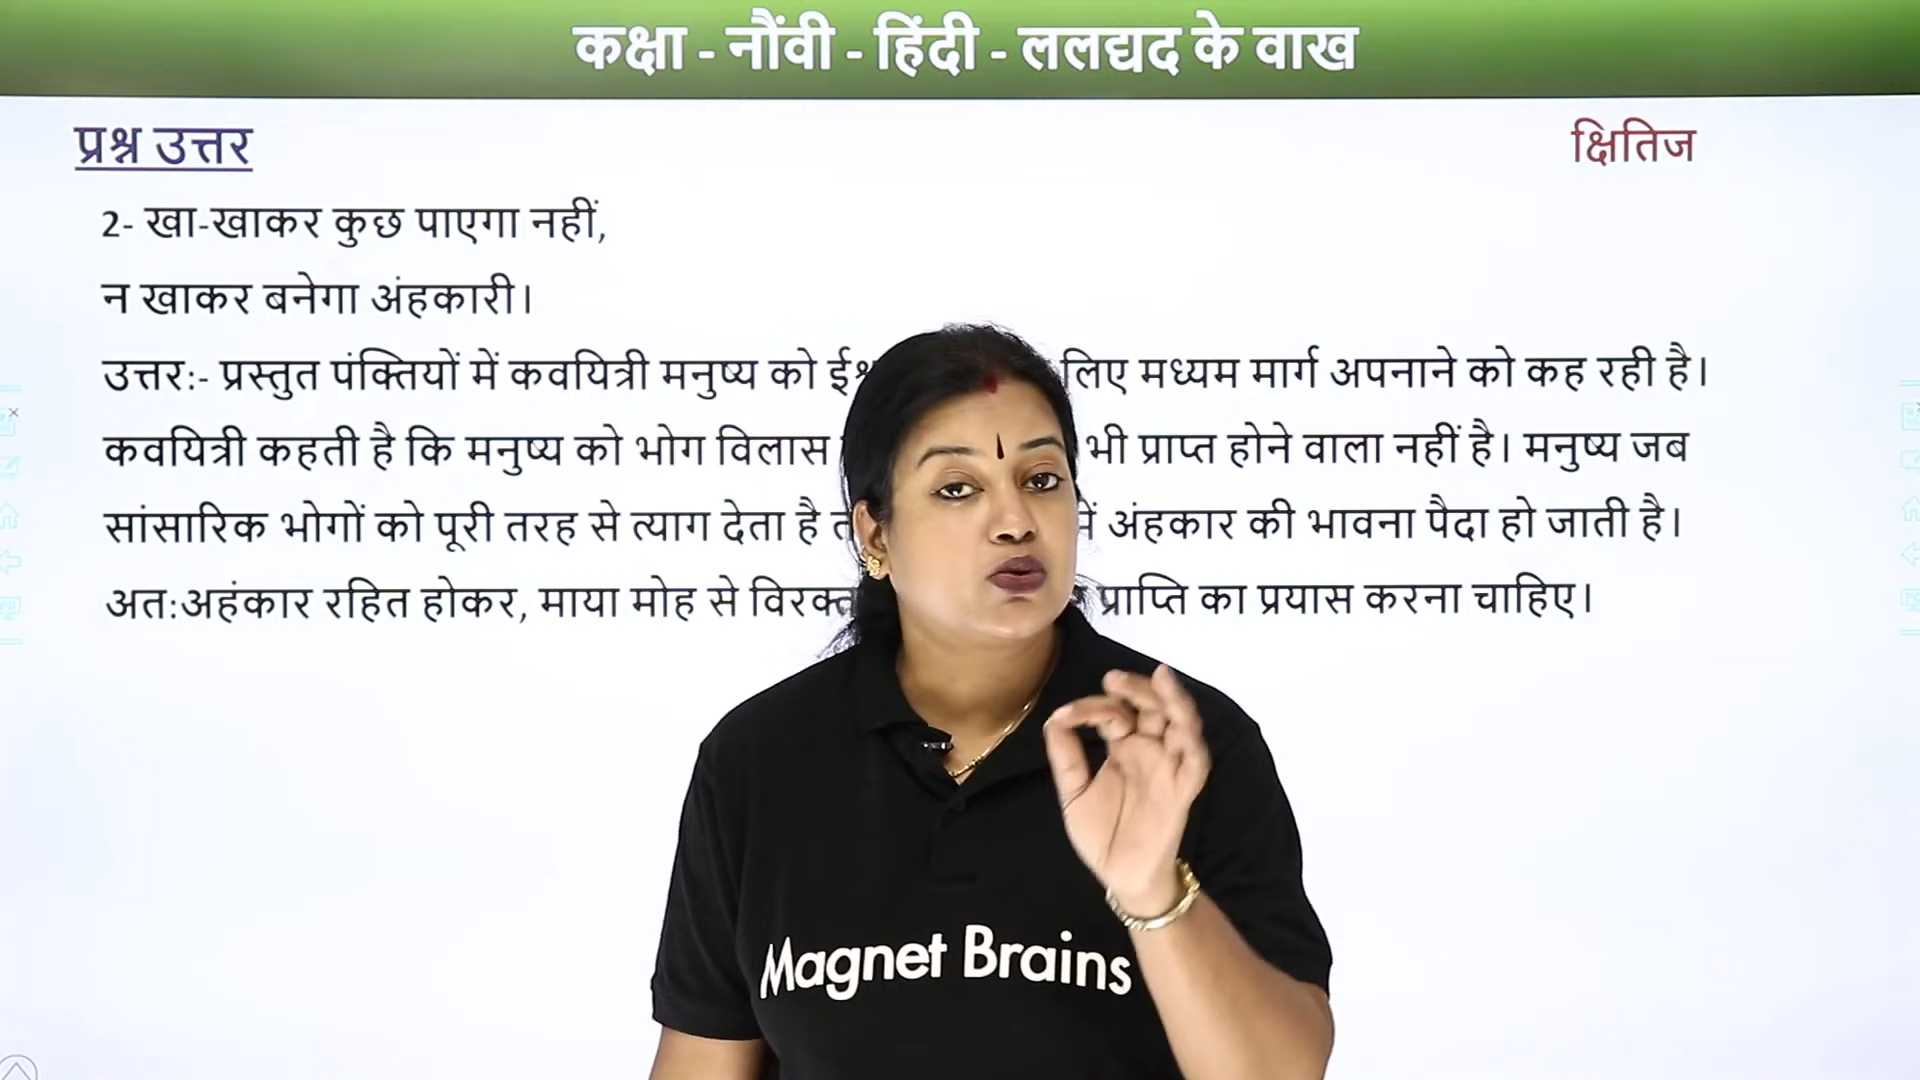 कक्षा - नौंवी - हिंदी - ललद्यद के वाख
प्रश्न उत्तर
क्षितिज
2- खा-खाकर कुछ पाएगा नहीं,
न खाकर बनेगा अंहकारी।
उत्तर:- प्रस्तुत पंक्तियों में कवयित्री मनुष्य को लिए मध्यम मार्ग अपनाने को कह रही है।
कवयित्री कहती है कि मनुष्य को भोग विलास भी प्राप्त होने वाला नहीं है। मनुष्य जब
सांसारिक भोगों को पूरी तरह से त्याग देता है में अंहकार की भावना पैदा हो जाती है।
अत:अहंकार रहित होकर, माया मोह से विरक्त प्राप्ति का प्रयास करना चाहिए।
Magnet Brains